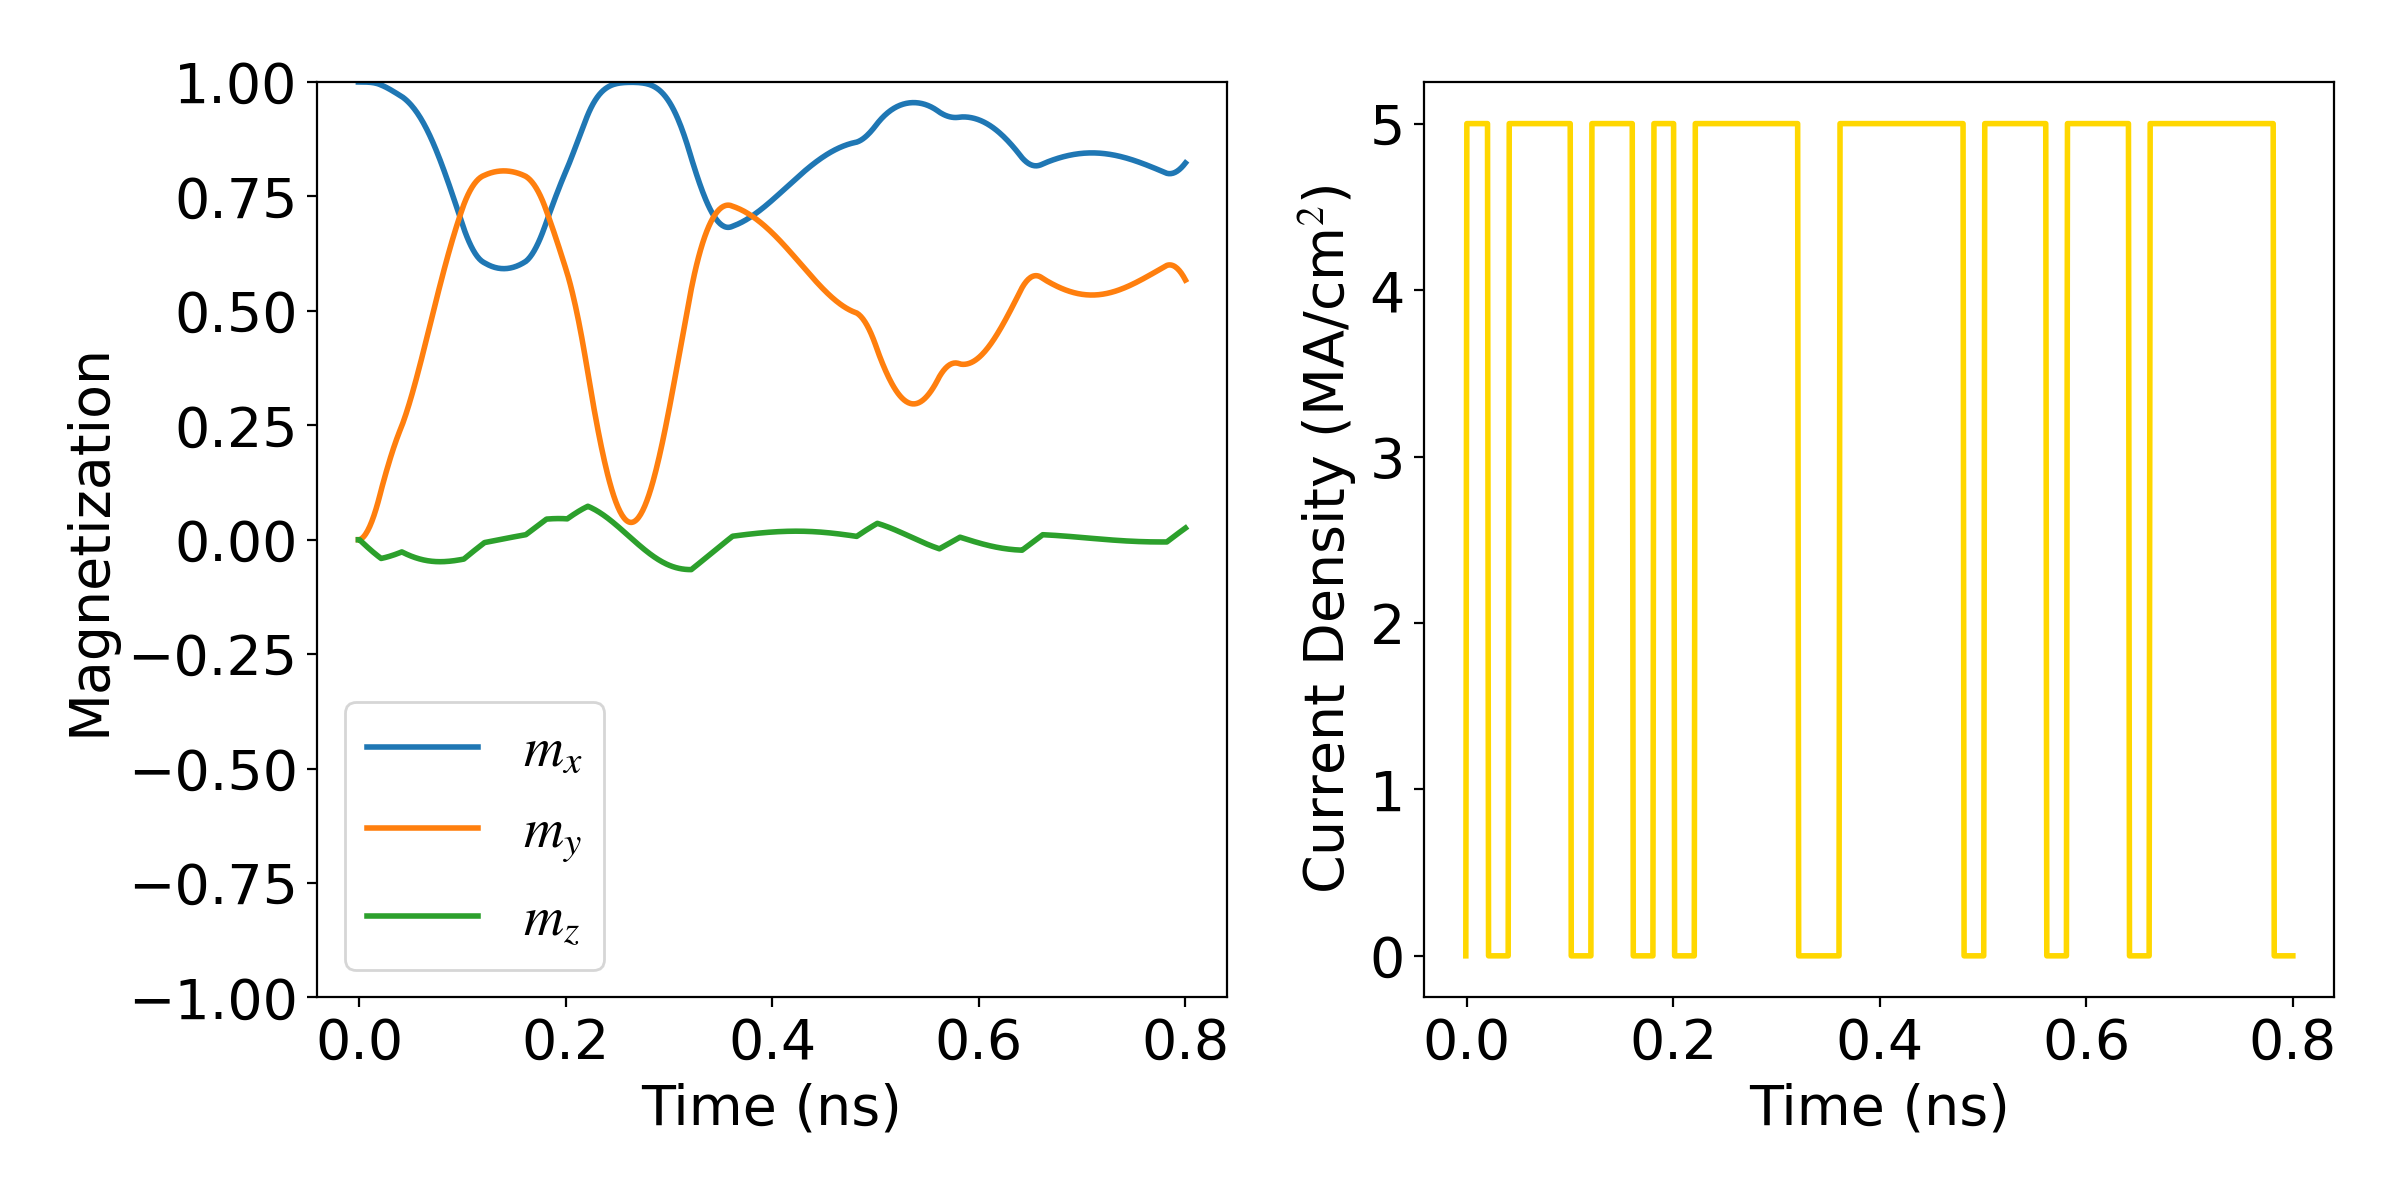 1.00
0.75
0.50
0.25
0.00
−0.25
−0.50
−0.75
−1.00
Magnetization
m_x
m_y
m_z
0.0 0.2 0.4 0.6 0.8
Time (ns)
5
4
3
2
1
0
Current Density (MA/cm²)
0.0 0.2 0.4 0.6 0.8
Time (ns)